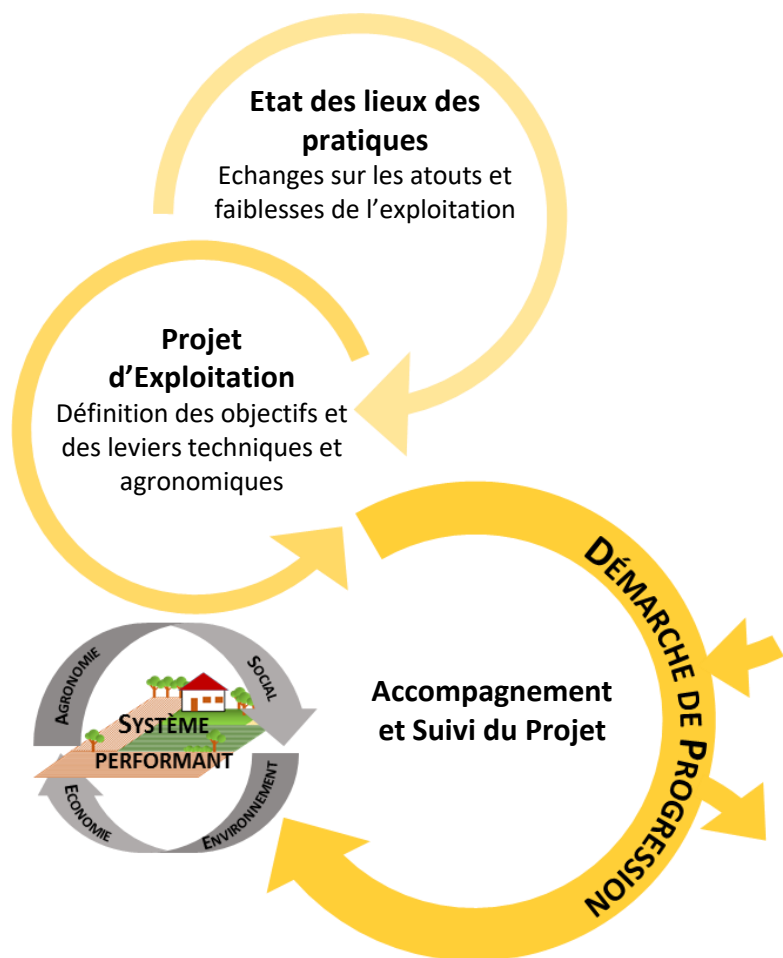 Etat des lieux des
pratiques
Echanges sur les atouts et
faiblesses de l’exploitation
Projet
d’Exploitation
Définition des objectifs et
des leviers techniques et
agronomiques
DÉMARCHE DE PROGRESSION
Accompagnement
et Suivi du Projet
AGRONOMIE
SOCIAL
SYSTÈME
PERFORMANT
ECONOMIE
ENVIRONNEMENT